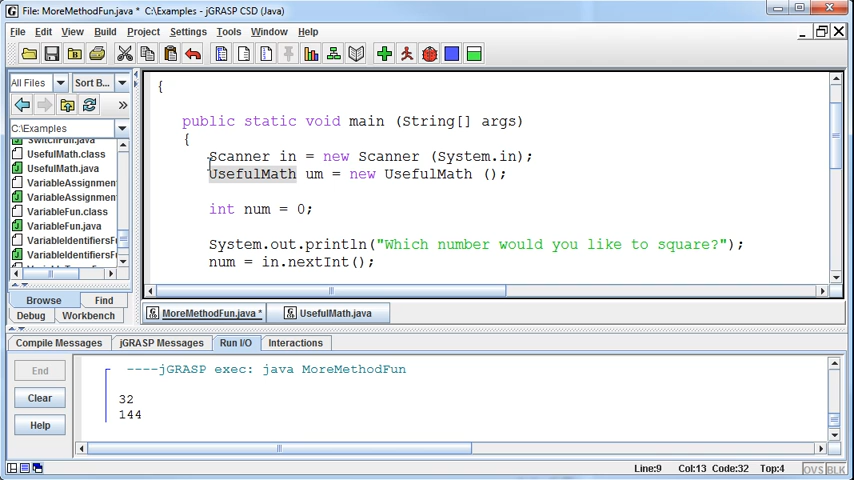 File: MoreMethodFun.java * C:\Examples - jGRASP CSD (Java)
File Edit View Build Project Settings Tools Window Help
All Files Sort B...
C:\Examples
SwitchFun.java
UsefulMath.class
UsefulMath.java
VariableAssignment
VariableAssignment
VariableFun.class
VariableFun.java
VariableIdentifiersF
VariableIdentifiersF
Browse Find
Debug Workbench
{
public static void main (String[] args)
{
Scanner in = new Scanner (System.in);
UsefulMath um = new UsefulMath ();
int num = 0;
System.out.println("Which number would you like to square?");
num = in.nextInt();
MoreMethodFun.java * UsefulMath.java
Compile Messages jGRASP Messages Run I/O Interactions
End
Clear
Help
----jGRASP exec: java MoreMethodFun
32
144
Line:9 Col:13 Code:32 Top:4 OVS BLK